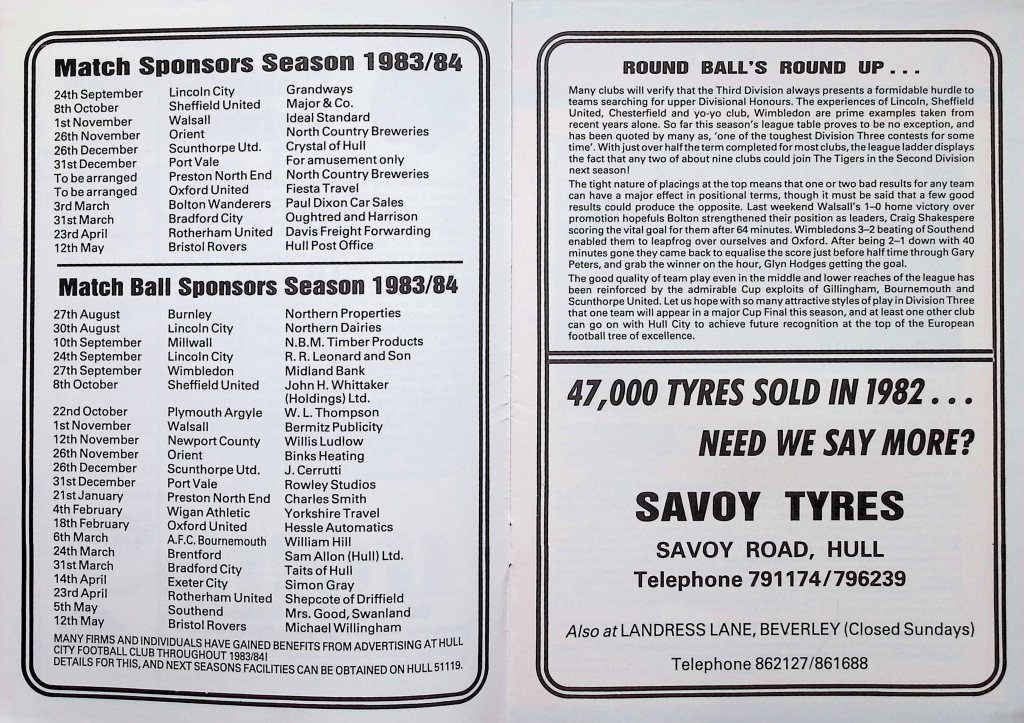 Match Sponsors Season 1983/84
24th September Lincoln City Grandways
8th October Sheffield United Major & Co.
1st November Walsall Ideal Standard
26th November Orient North Country Breweries
26th December Scunthorpe Utd. Crystal of Hull
31st December Port Vale For amusement only
To be arranged Preston North End North Country Breweries
To be arranged Oxford United Fiesta Travel
3rd March Bolton Wanderers Paul Dixon Car Sales
31st March Bradford City Oughtred and Harrison
23rd April Rotherham United Davis Freight Forwarding
12th May Bristol Rovers Hull Post Office
Match Ball Sponsors Season 1983/84
27th August Burnley Northern Properties
30th August Lincoln City Northern Dairies
10th September Millwall N.B.M. Timber Products
24th September Lincoln City R. R. Leonard and Son
27th September Wimbledon Midland Bank
8th October Sheffield United John H. Whittaker
(Holdings) Ltd.
22nd October Plymouth Argyle W. L. Thompson
1st November Walsall Bermitz Publicity
12th November Newport County Willis Ludlow
26th November Orient Binks Heating
26th December Scunthorpe Utd. J. Cerrutti
31st December Port Vale Rowley Studios
21st January Preston North End Charles Smith
4th February Wigan Athletic Yorkshire Travel
18th February Oxford United Hessle Automatics
6th March A.F.C. Bournemouth William Hill
24th March Brentford Sam Allon (Hull) Ltd.
31st March Bradford City Taits of Hull
14th April Exeter City Simon Gray
23rd April Rotherham United Shepcote of Driffield
5th May Southend Mrs. Good, Swanland
12th May Bristol Rovers Michael Willingham
MANY FIRMS AND INDIVIDUALS HAVE GAINED BENEFITS FROM ADVERTISING AT HULL
CITY FOOTBALL CLUB THROUGHOUT 1983/84!
DETAILS FOR THIS, AND NEXT SEASONS FACILITIES CAN BE OBTAINED ON HULL 51119.
ROUND BALL'S ROUND UP...
Many clubs will verify that the Third Division always presents a formidable hurdle to
teams searching for upper Divisional Honours. The experiences of Lincoln, Sheffield
United, Chesterfield and yo-yo club, Wimbledon are prime examples taken from
recent years alone. So far this season's league table proves to be no exception, and
has been quoted by many as, 'one of the toughest Division Three contests for some
time'. With just over half the term completed for most clubs, the league ladder displays
the fact that any two of about nine clubs could join The Tigers in the Second Division
next season!
The tight nature of placings at the top means that one or two bad results for any team
can have a major effect in positional terms, though it must be said that a few good
results could produce the opposite. Last weekend Walsall's 1–0 home victory over
promotion hopefuls Bolton strengthened their position as leaders, Craig Shakespere
scoring the vital goal for them after 64 minutes. Wimbledons 3–2 beating of Southend
enabled them to leapfrog over ourselves and Oxford. After being 2–1 down with 40
minutes gone they came back to equalise the score just before half time through Gary
Peters, and grab the winner on the hour, Glyn Hodges getting the goal.
The good quality of team play even in the middle and lower reaches of the league has
been reinforced by the admirable Cup exploits of Gillingham, Bournemouth and
Scunthorpe United. Let us hope with so many attractive styles of play in Division Three
that one team will appear in a major Cup Final this season, and at least one other club
can go on with Hull City to achieve future recognition at the top of the European
football tree of excellence.
47,000 TYRES SOLD IN 1982...
NEED WE SAY MORE?
SAVOY TYRES
SAVOY ROAD, HULL
Telephone 791174/796239
Also at LANDRESS LANE, BEVERLEY (Closed Sundays)
Telephone 862127/861688